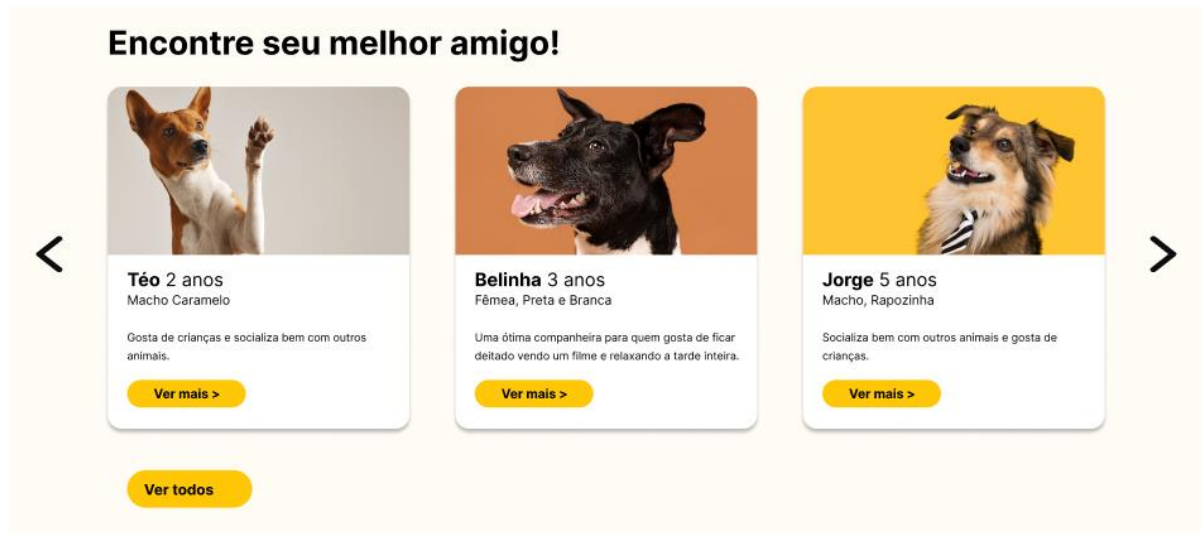 Encontre seu melhor amigo!
Téo 2 anos
Macho Caramelo
Gosta de crianças e socializa bem com outros
animais.
Ver mais >
Belinha 3 anos
Fêmea, Preta e Branca
Uma ótima companheira para quem gosta de ficar
deitado vendo um filme e relaxando a tarde inteira.
Ver mais >
Jorge 5 anos
Macho, Rapozinha
Socializa bem com outros animais e gosta de
crianças.
Ver mais >
Ver todos